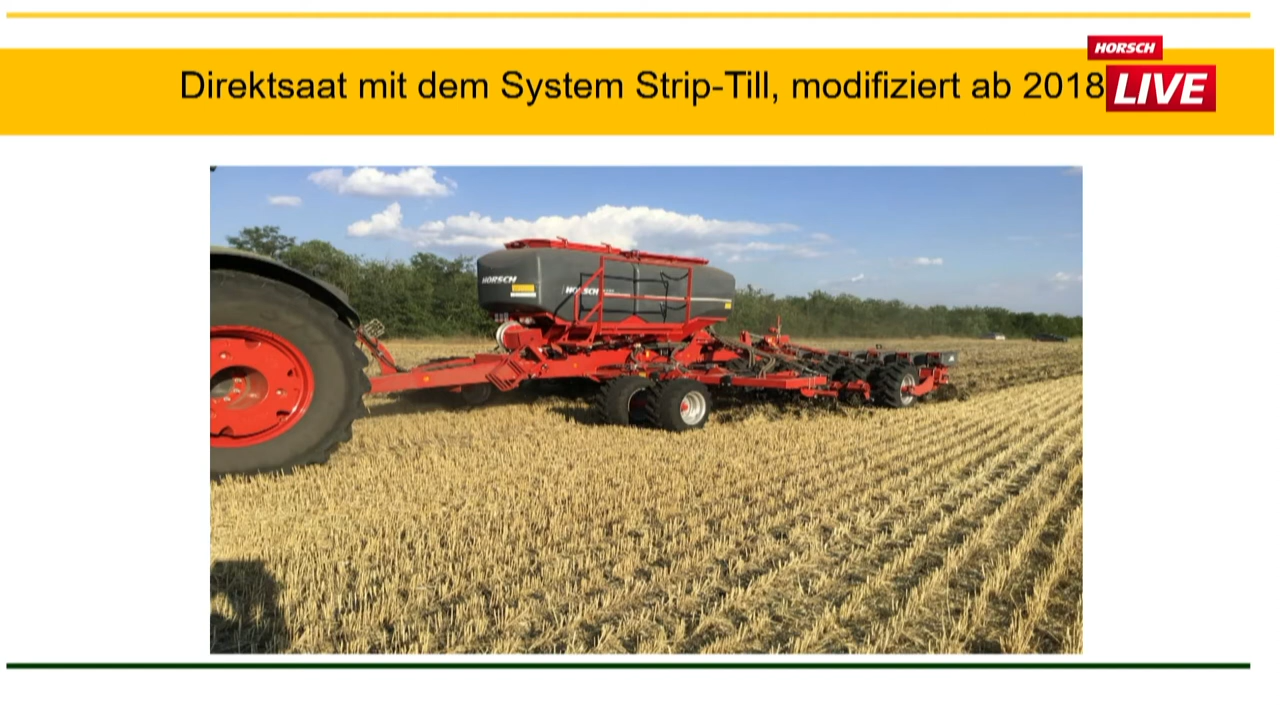 HORSCH
Direktsaat mit dem System Strip-Till, modifiziert ab 2018
LIVE
HORSCH
HORSCH